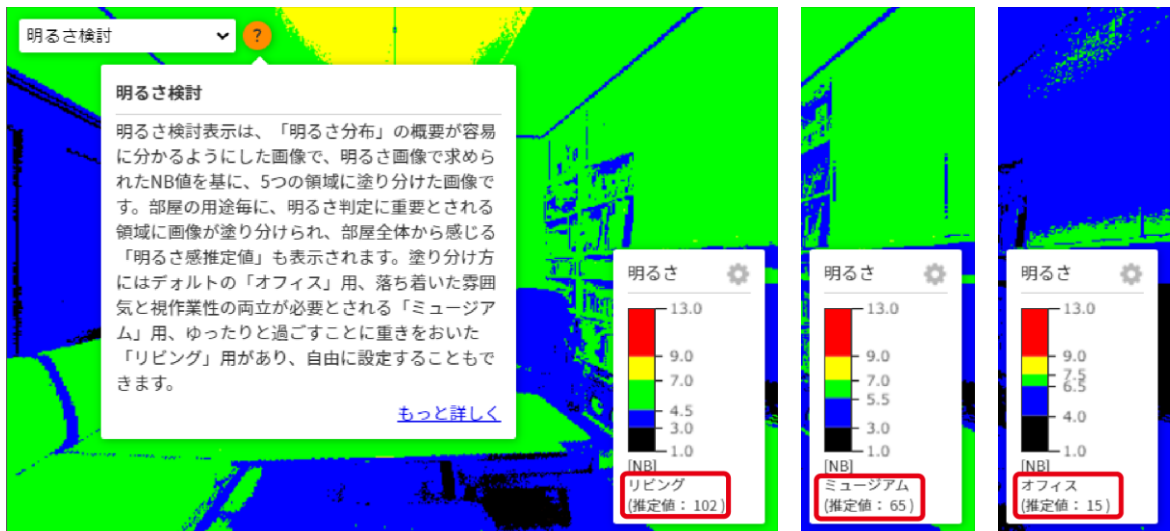 明るさ検討
?
明るさ検討
明るさ検討表示は、「明るさ分布」の概要が容易
に分かるようにした画像で、明るさ画像で求めら
れたNB値を基に、5つの領域に塗り分けた画像で
す。部屋の用途毎に、明るさ判定に重要とされる
領域に画像が塗り分けられ、部屋全体から感じる
「明るさ感推定値」も表示されます。塗り分け方
にはデォルトの「オフィス」用、落ち着いた雰囲
気と視作業性の両立が必要とされる「ミュージア
ム」用、ゆったりと過ごすことに重きをおいた
「リビング」用があり、自由に設定することもで
きます。
もっと詳しく
明るさ
13.0
9.0
7.0
4.5
3.0
1.0
[NB]
リビング
(推定値： 102 )
明るさ
13.0
9.0
7.0
5.5
3.0
1.0
[NB]
ミュージアム
(推定値： 65 )
明るさ
13.0
9.0
7.5
6.5
4.0
1.0
[NB]
オフィス
(推定値： 15 )